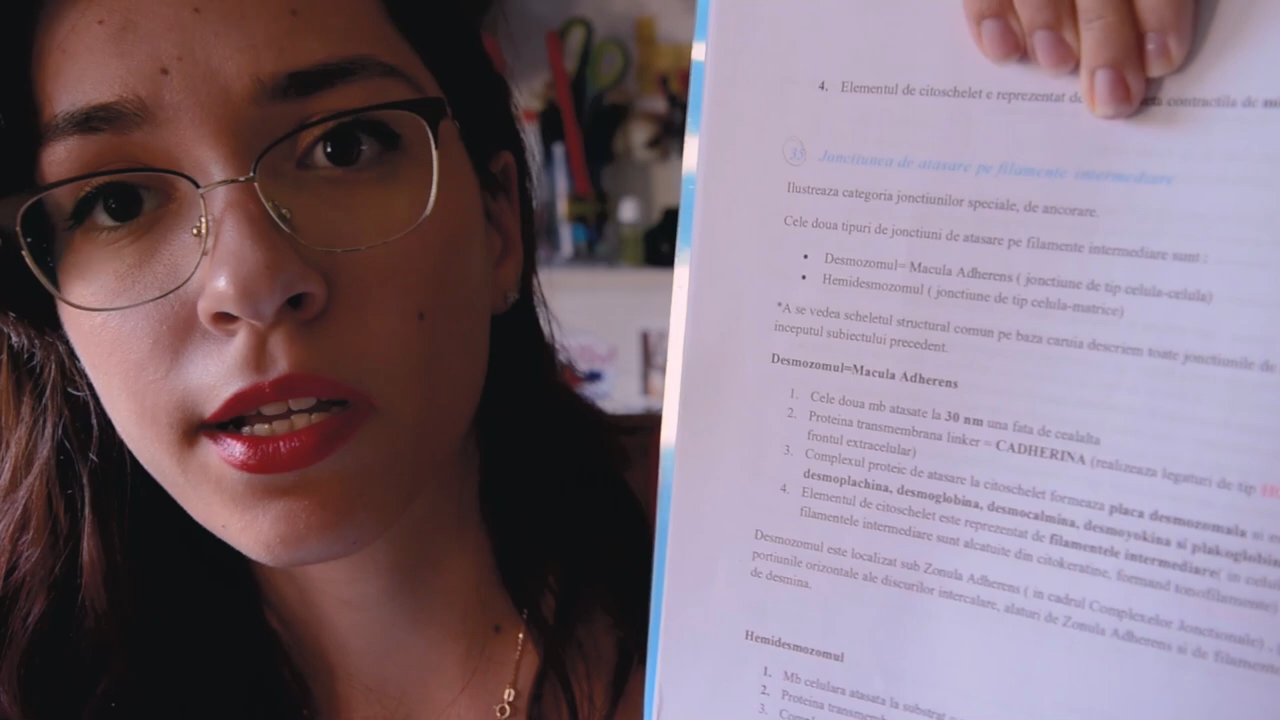 4. Elementul de citoschelet e reprezentat de contractila de
33 Jonctiunea de atasare pe filamente intermediare
Ilustreaza categoria jonctiunilor speciale, de ancorare.
Cele doua tipuri de jonctiuni de atasare pe filamente intermediare sunt :
• Desmozomul= Macula Adherens ( jonctiune de tip celula-celula)
• Hemidesmozomul ( jonctiune de tip celula-matrice)
*A se vedea scheletul structural comun pe baza caruia descriem toate jonctiunile de
inceputul subiectului precedent.
Desmozomul=Macula Adherens
1. Cele doua mb atasate la 30 nm una fata de cealalta
2. Proteina transmembrana linker = CADHERINA (realizeaza legaturi de tip
frontul extracelular)
3. Complexul proteic de atasare la citoschelet formeaza placa desmozomala si
desmoplachina, desmoglobina, desmocalmina, desmoyokina si plakoglobin
4. Elementul de citoschelet este reprezentat de filamentele intermediare( in
filamentele intermediare sunt alcatuite din citokeratine, formand tonofilamente)
Desmozomul este localizat sub Zonula Adherens ( in cadrul Complexelor Jonctionale) -
portiunile orizontale ale discurilor intercalare, alaturi de Zonula Adherens si de
de desmina.
Hemidesmozomul
1. Mb celulara atasata la substrat
2. Proteina
3.